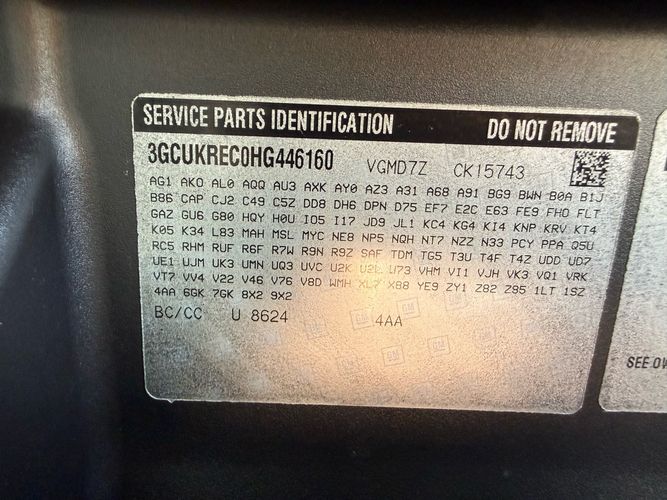 SERVICE PARTS IDENTIFICATION DO NOT REMOVE
3GCUKREC0HG446160 VGMD7Z CK15743
AG1 AKO AL0 AQQ AU3 AXK AY0 AZ3 A31 A68 A91 BG9 BWN B0A B1J
B86 CAP CJ2 C49 C5Z DD8 DH6 DPN D75 EF7 E2C E63 FE9 FHO FLT
GAZ GU6 G80 HQY H0U IO5 I17 JD9 JL1 KC4 KG4 KI4 KNP KRV KT4
K05 K34 L83 MAH MSL MYC NE8 NP5 NQH NT7 NZZ N33 PCY PPA Q5U
RC5 RHM RUF R6F R7W R9N R9Z SAF TDM TG5 T3U T4F T4Z UDD UD7
UE1 UJM UK3 UMN UQ3 UVC U2K U2L U73 VHM VI1 VJH VK3 VQ1 VRK
VT7 VV4 V22 V46 V76 V8D WMH XL7 X88 YE9 ZY1 Z82 Z95 1LT 1SZ
4AA 6GK 7GK 8X2 9X2
BC/CC U 8624 4AA
SEE OW